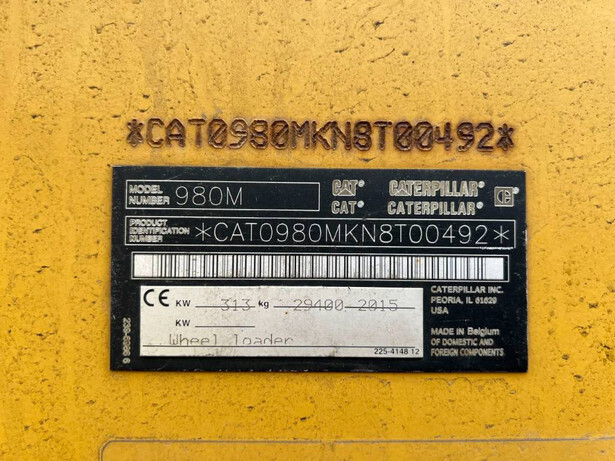 *CAT0980MKN8T00492*
MODEL NUMBER 980M
CAT® CATERPILLAR®
CAT® CATERPILLAR®
PRODUCT IDENTIFICATION NUMBER *CAT0980MKN8T00492*
CE KW 313 kg 29400-2015
KW
Wheel loader
225-4148 12
CATERPILLAR INC.
PEORIA, IL 61629
USA
MADE IN Belgium
OF DOMESTIC AND
FOREIGN COMPONENTS